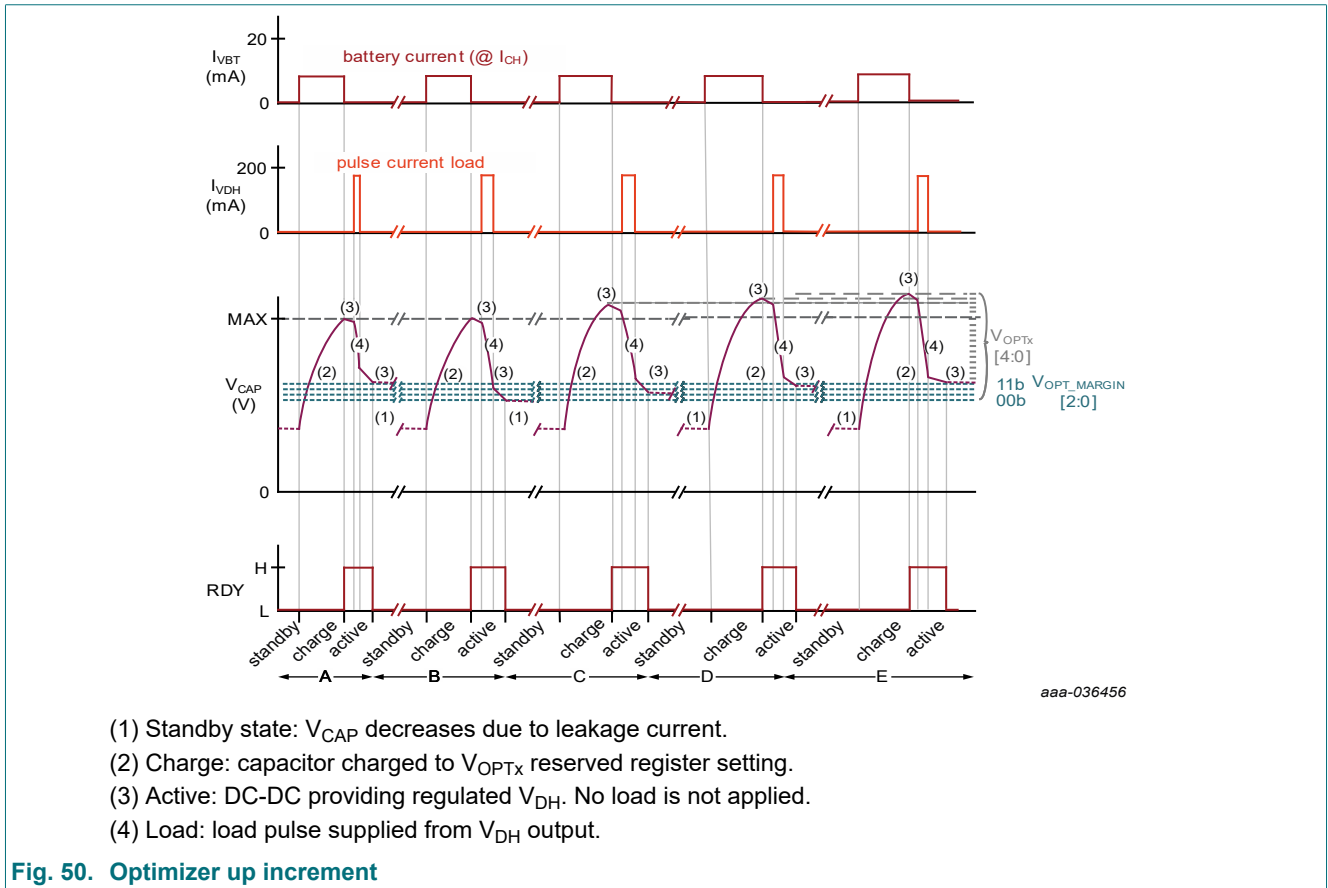 20
I_VBT
(mA)
0
battery current (@ I_CH)
200
I_VDH
(mA)
0
pulse current load
MAX
V_CAP
(V)
0
(2) (3) (4) (3)
(1) (2) (3) (4) (3)
(1) (2) (3) (4) (3)
(1) (2) (3) (4) (3)
(1) (2) (3) (4) (3)
V_OPTx
[4:0]
11b V_OPT_MARGIN
00b [2:0]
H
RDY
L
standby charge active standby charge active standby charge active standby charge active standby charge active
A B C D E
aaa-036456
(1) Standby state: V_CAP decreases due to leakage current.
(2) Charge: capacitor charged to V_OPTx reserved register setting.
(3) Active: DC-DC providing regulated V_DH. No load is not applied.
(4) Load: load pulse supplied from V_DH output.
Fig. 50. Optimizer up increment